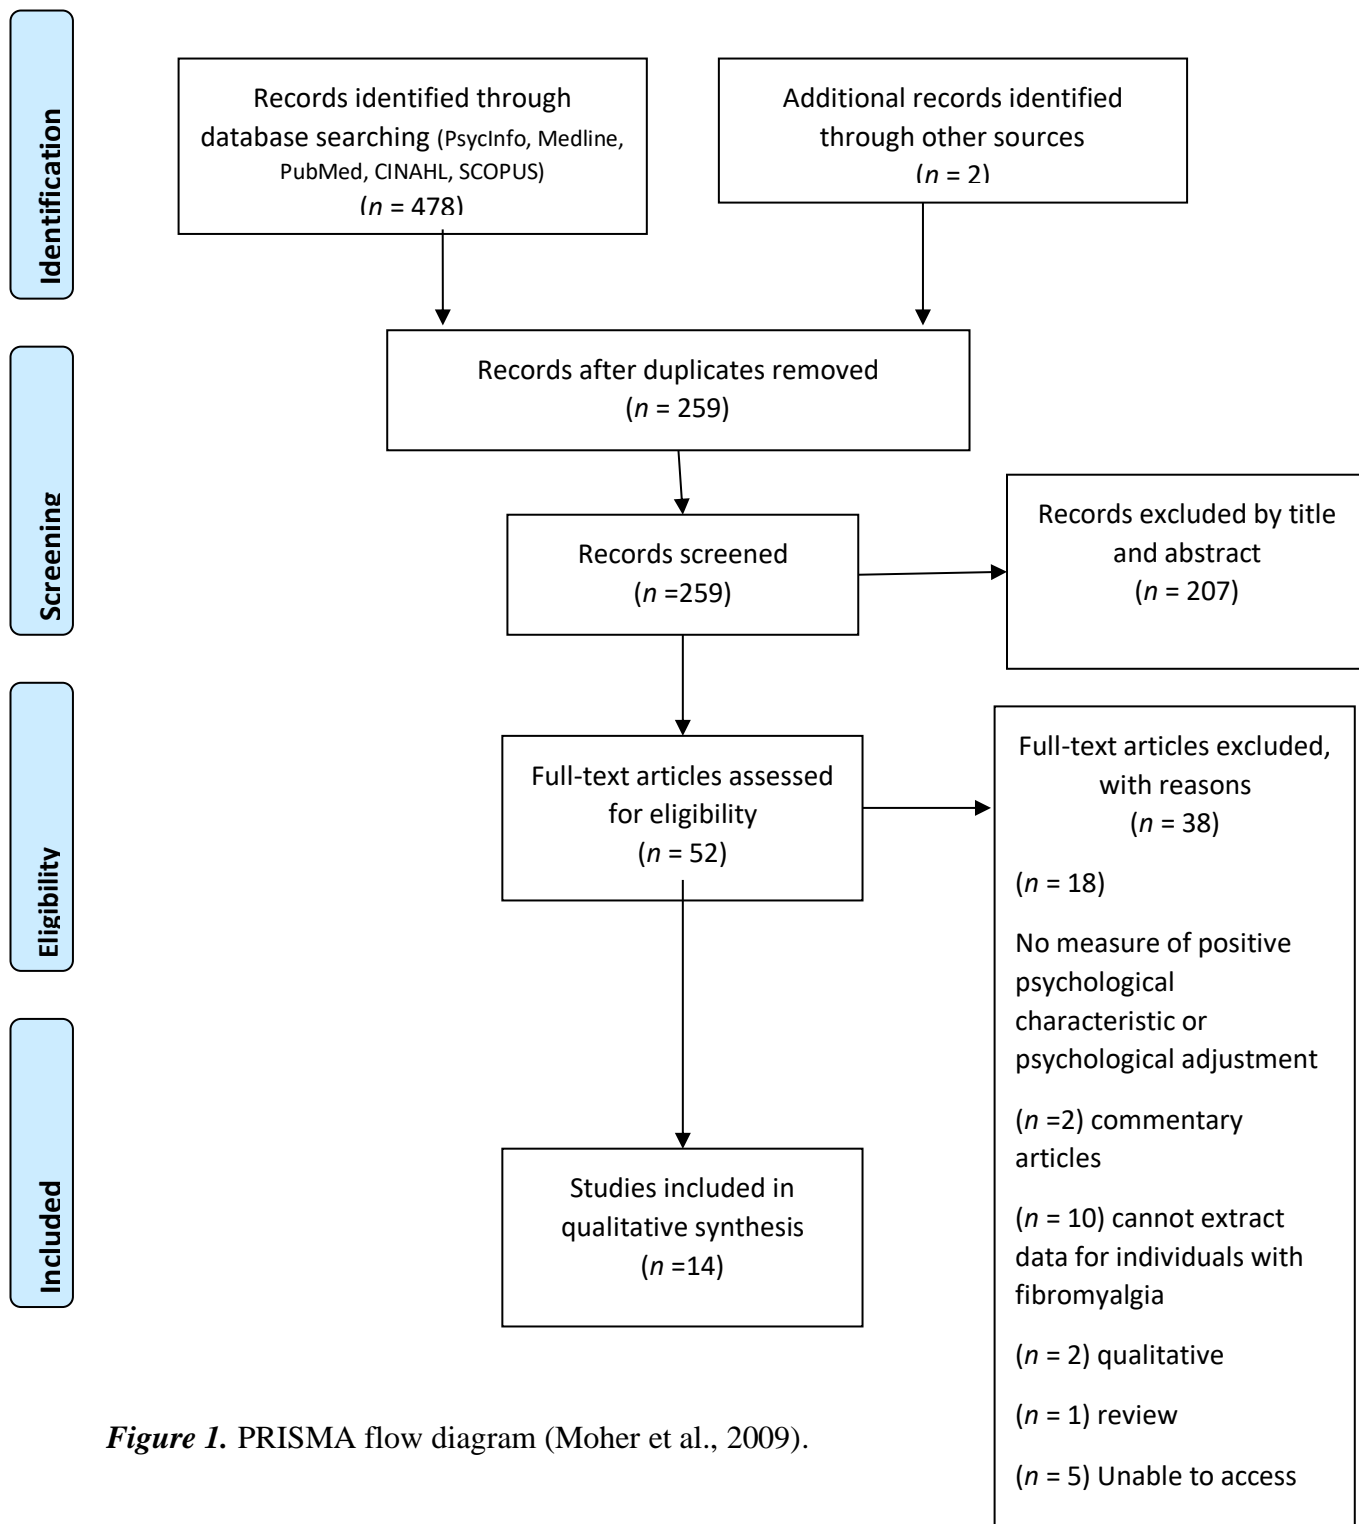 Identification
Records identified through
database searching (PsycInfo, Medline,
PubMed, CINAHL, SCOPUS)
(n = 478)
Additional records identified
through other sources
(n = 2)
Records after duplicates removed
(n = 259)
Screening
Records screened
(n =259)
Records excluded by title
and abstract
(n = 207)
Eligibility
Full-text articles assessed
for eligibility
(n = 52)
Full-text articles excluded,
with reasons
(n = 38)
(n = 18)
No measure of positive
psychological
characteristic or
psychological adjustment
(n =2) commentary
articles
(n = 10) cannot extract
data for individuals with
fibromyalgia
(n = 2) qualitative
(n = 1) review
(n = 5) Unable to access
Included
Studies included in
qualitative synthesis
(n =14)
Figure 1. PRISMA flow diagram (Moher et al., 2009).